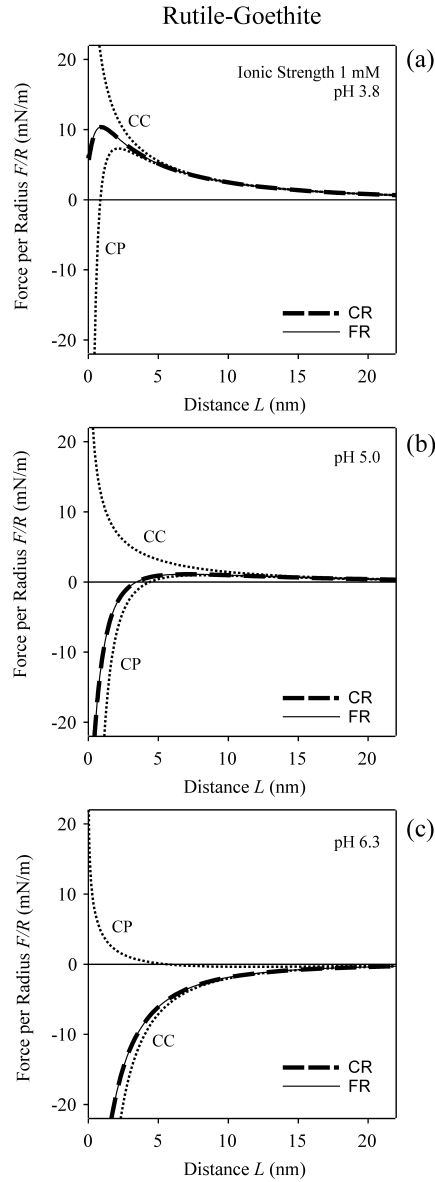 Rutile-Goethite
(a)
Ionic Strength 1 mM
pH 3.8
20
10
0
-10
-20
Force per Radius F/R (mN/m)
CC
CP
CR
FR
0 5 10 15 20
Distance L (nm)
(b)
pH 5.0
20
10
0
-10
-20
Force per Radius F/R (mN/m)
CC
CP
CR
FR
0 5 10 15 20
Distance L (nm)
(c)
pH 6.3
20
10
0
-10
-20
Force per Radius F/R (mN/m)
CP
CC
CR
FR
0 5 10 15 20
Distance L (nm)